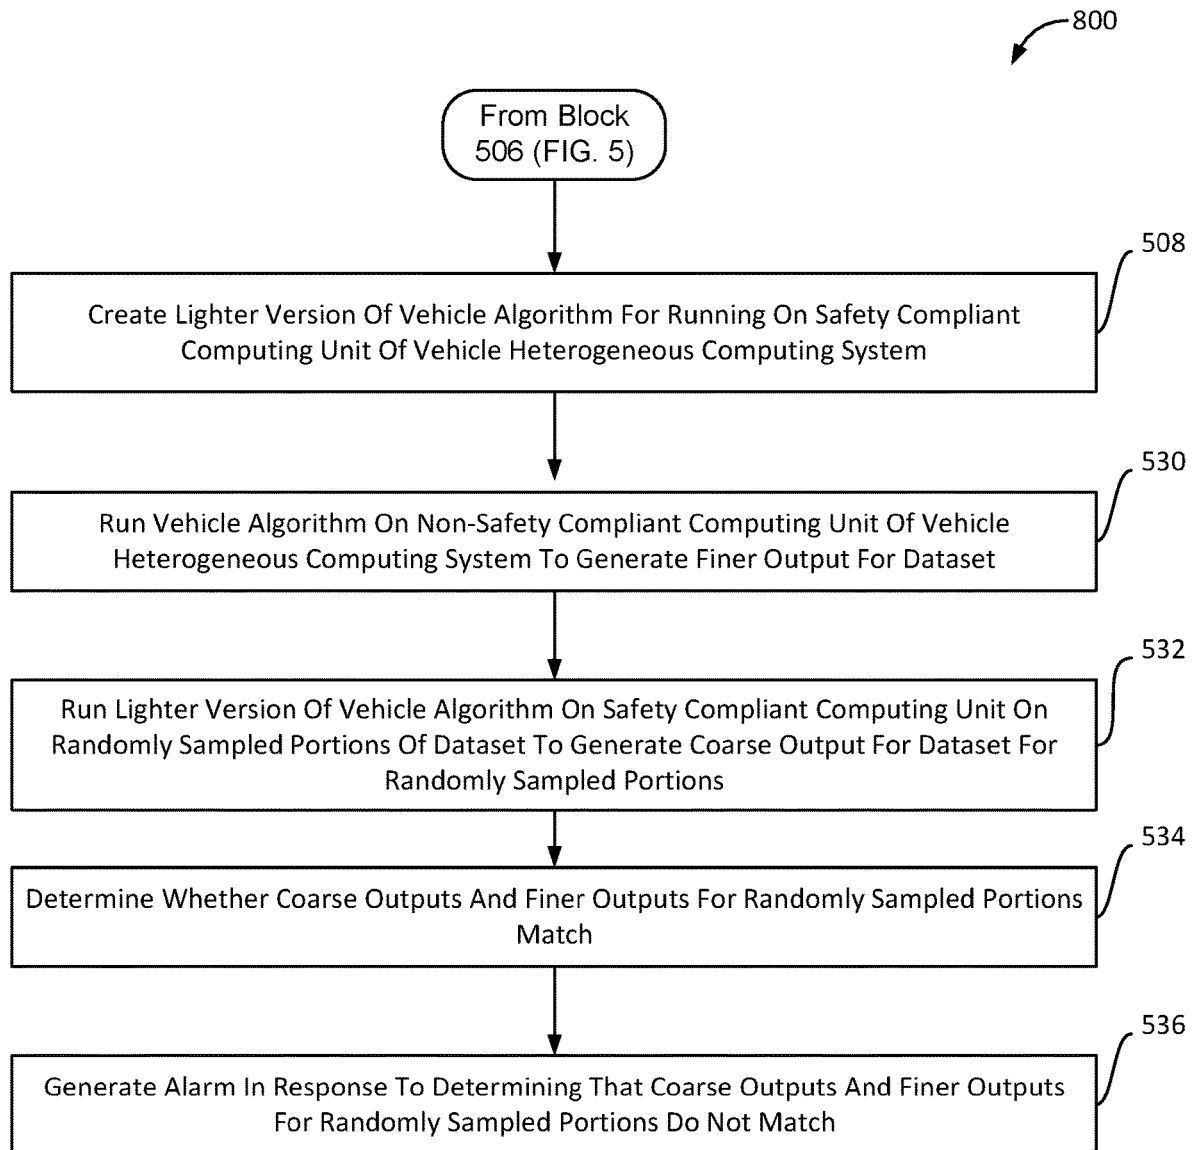 800
From Block
506 (FIG. 5)
508
Create Lighter Version Of Vehicle Algorithm For Running On Safety Compliant
Computing Unit Of Vehicle Heterogeneous Computing System
530
Run Vehicle Algorithm On Non-Safety Compliant Computing Unit Of Vehicle
Heterogeneous Computing System To Generate Finer Output For Dataset
532
Run Lighter Version Of Vehicle Algorithm On Safety Compliant Computing Unit On
Randomly Sampled Portions Of Dataset To Generate Coarse Output For Dataset For
Randomly Sampled Portions
534
Determine Whether Coarse Outputs And Finer Outputs For Randomly Sampled Portions
Match
536
Generate Alarm In Response To Determining That Coarse Outputs And Finer Outputs
For Randomly Sampled Portions Do Not Match